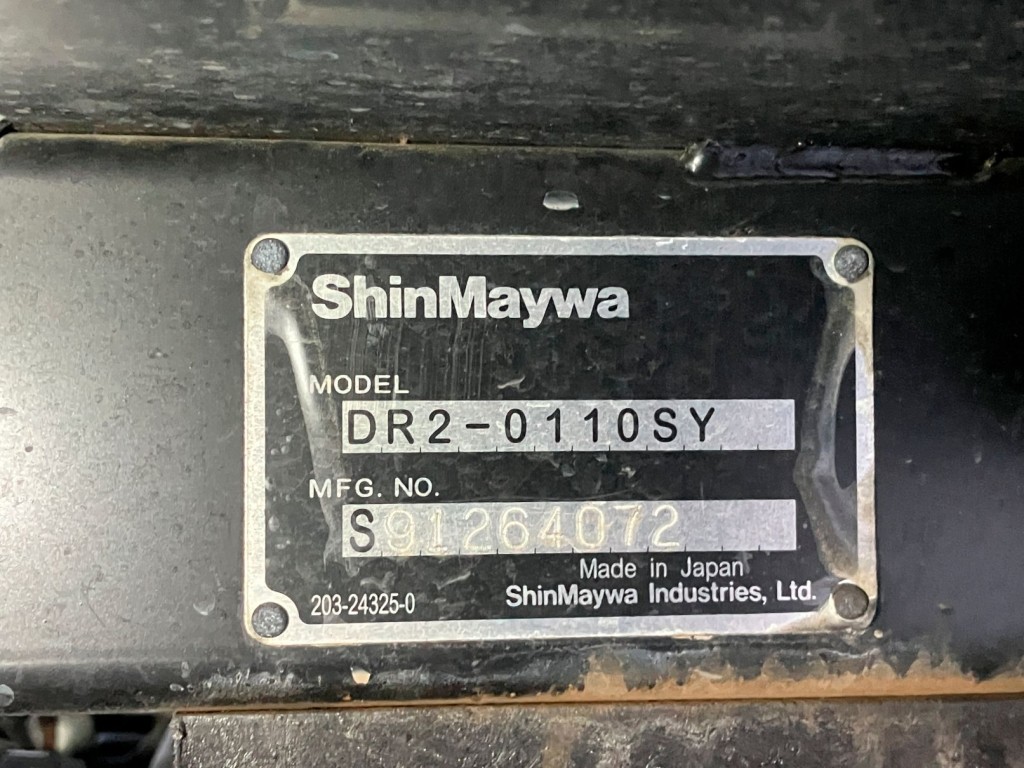 ShinMaywa
MODEL
DR2-0110SY
MFG. NO.
S91264072
Made in Japan
203-24325-0 ShinMaywa Industries, Ltd.